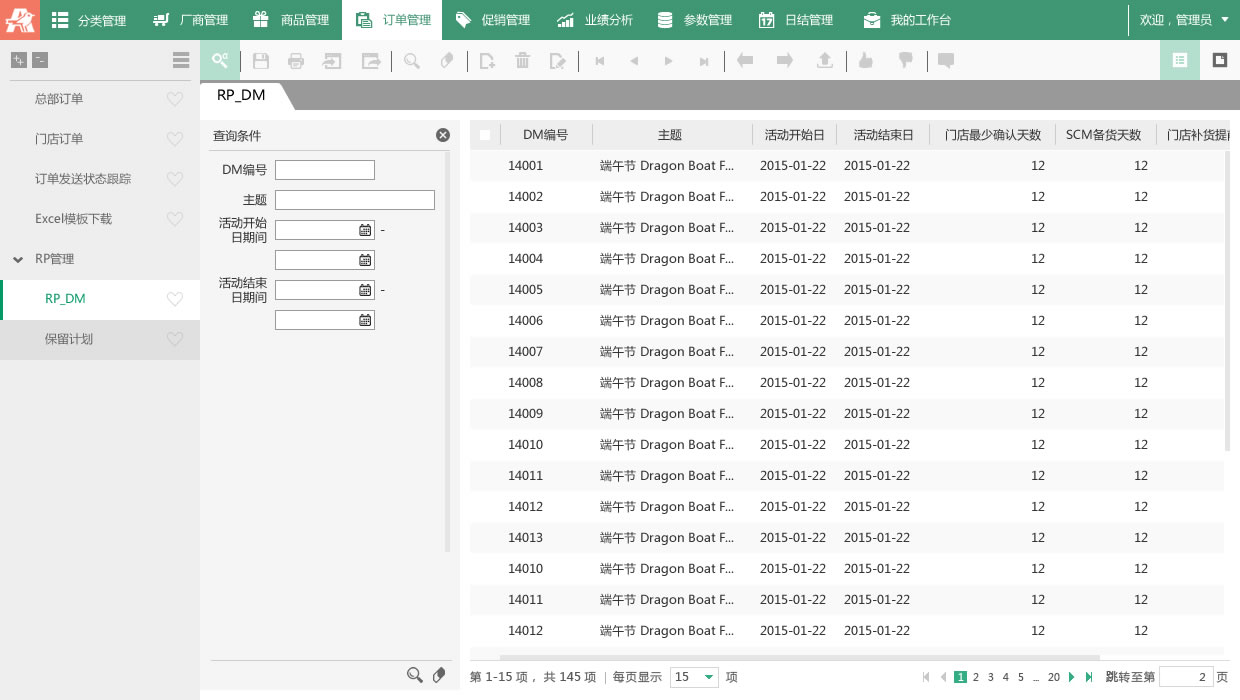 分类管理 厂商管理 商品管理 订单管理 促销管理 业绩分析 参数管理 日结管理 我的工作台 欢迎，管理员
总部订单
门店订单
订单发送状态跟踪
Excel模板下载
RP管理
RP_DM
保留计划
RP_DM
查询条件
DM编号
主题
活动开始
日期间 -
活动结束
日期间 -
DM编号 主题 活动开始日 活动结束日 门店最少确认天数 SCM备货天数 门店补货提前
14001 端午节 Dragon Boat F... 2015-01-22 2015-01-22 12 12
14002 端午节 Dragon Boat F... 2015-01-22 2015-01-22 12 12
14003 端午节 Dragon Boat F... 2015-01-22 2015-01-22 12 12
14004 端午节 Dragon Boat F... 2015-01-22 2015-01-22 12 12
14005 端午节 Dragon Boat F... 2015-01-22 2015-01-22 12 12
14006 端午节 Dragon Boat F... 2015-01-22 2015-01-22 12 12
14007 端午节 Dragon Boat F... 2015-01-22 2015-01-22 12 12
14008 端午节 Dragon Boat F... 2015-01-22 2015-01-22 12 12
14009 端午节 Dragon Boat F... 2015-01-22 2015-01-22 12 12
14010 端午节 Dragon Boat F... 2015-01-22 2015-01-22 12 12
14011 端午节 Dragon Boat F... 2015-01-22 2015-01-22 12 12
14012 端午节 Dragon Boat F... 2015-01-22 2015-01-22 12 12
14013 端午节 Dragon Boat F... 2015-01-22 2015-01-22 12 12
14010 端午节 Dragon Boat F... 2015-01-22 2015-01-22 12 12
14011 端午节 Dragon Boat F... 2015-01-22 2015-01-22 12 12
14012 端午节 Dragon Boat F... 2015-01-22 2015-01-22 12 12
第 1-15 项，共 145 项 | 每页显示 15 项 1 2 3 4 5 ... 20 跳转至第 2 页